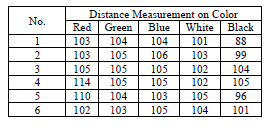 No. Distance Measurement on Color
Red Green Blue White Black
1 103 104 104 101 88
2 103 105 106 103 99
3 105 105 105 102 104
4 114 105 105 102 105
5 110 104 103 105 96
6 102 103 105 104 101